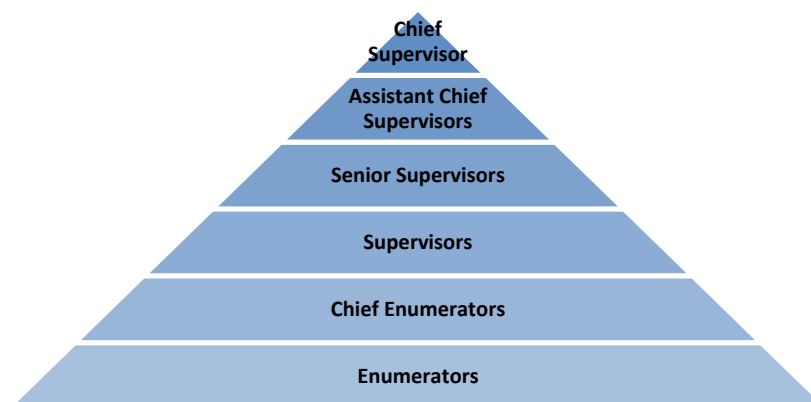 Chief
Supervisor
Assistant Chief
Supervisors
Senior Supervisors
Supervisors
Chief Enumerators
Enumerators